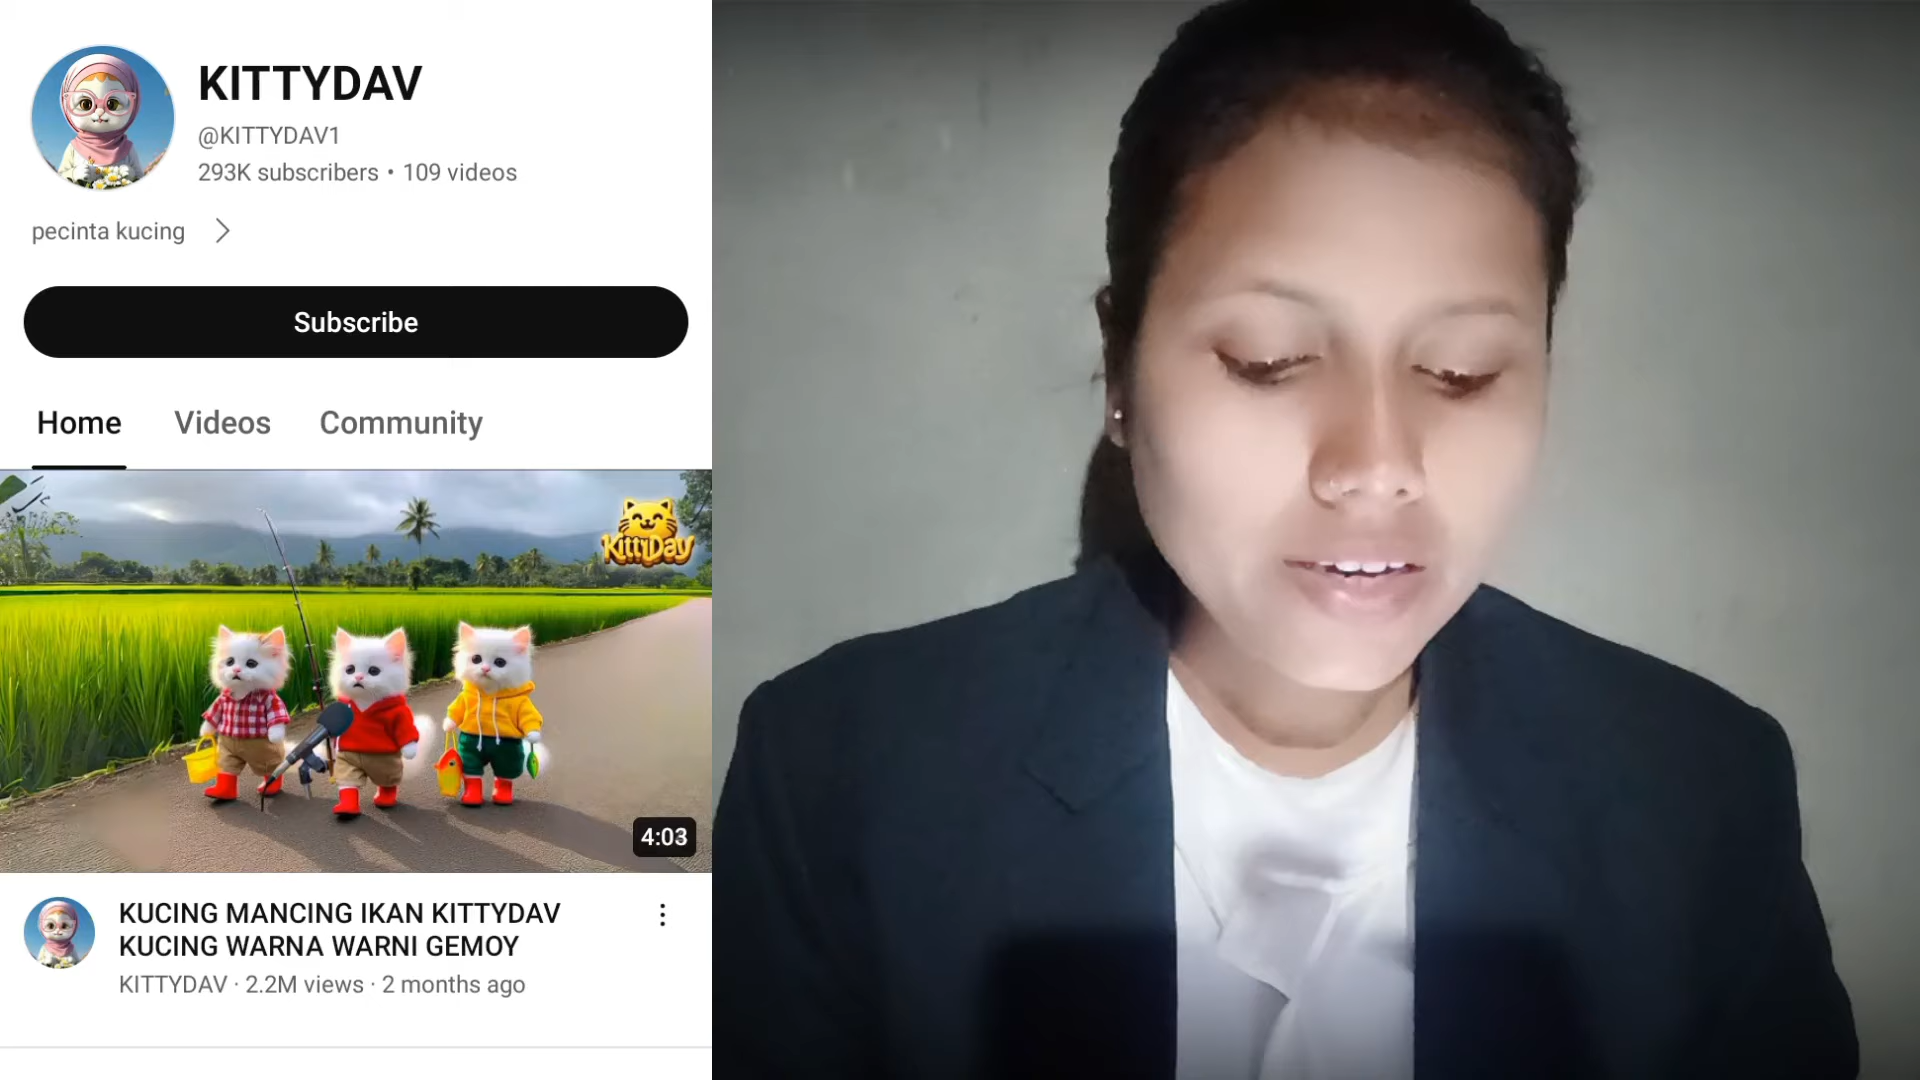 KITTYDAV
@KITTYDAV1
293K subscribers • 109 videos
pecinta kucing
Subscribe
Home Videos Community
KittyDay
4:03
KUCING MANCING IKAN KITTYDAV
KUCING WARNA WARNI GEMOY
KITTYDAV · 2.2M views · 2 months ago